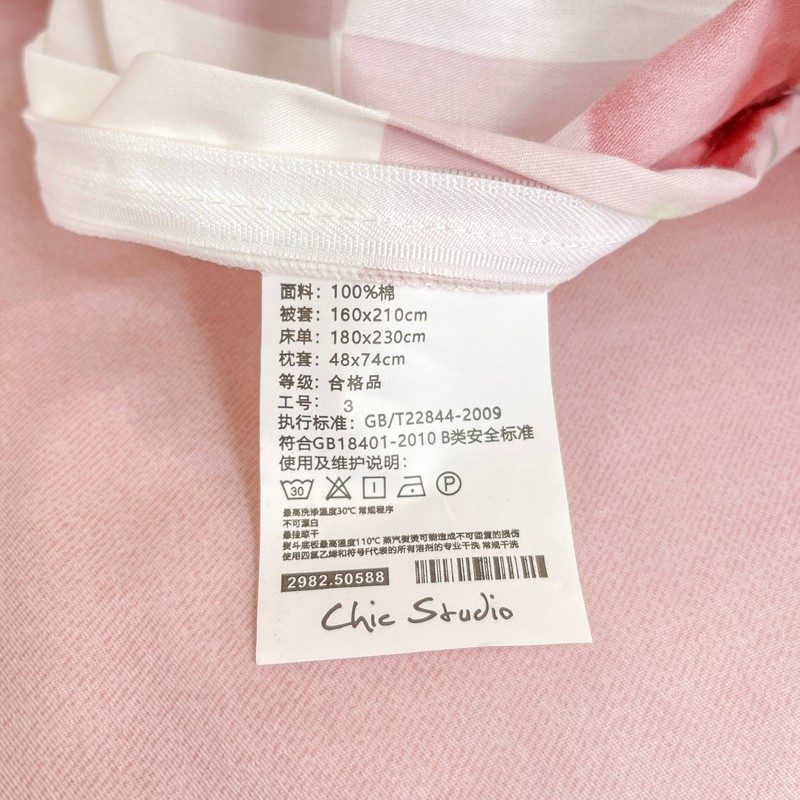 面料：100%棉
被套：160x210cm
床单：180x230cm
枕套：48x74cm
等级：合格品
工号： 3
执行标准：GB/T22844-2009
符合GB18401-2010 B类安全标准
使用及维护说明：
30 P
最高洗涤温度30℃ 常规程序
不可漂白
悬挂晾干
熨斗底板最高温度110℃ 蒸汽熨烫可能造成不可回复的损伤
使用四氯乙烯和符号F代表的所有溶剂的专业干洗 常规干洗
2982.50588
Chic Studio